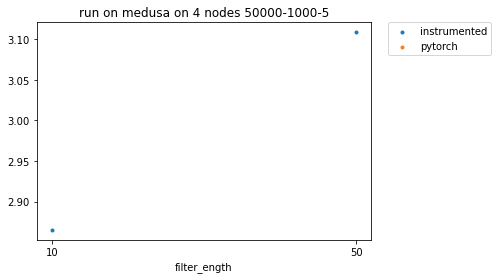 run on medusa on 4 nodes 50000-1000-5
instrumented
pytorch
3.10
3.05
3.00
2.95
2.90
10
50
filter_ength